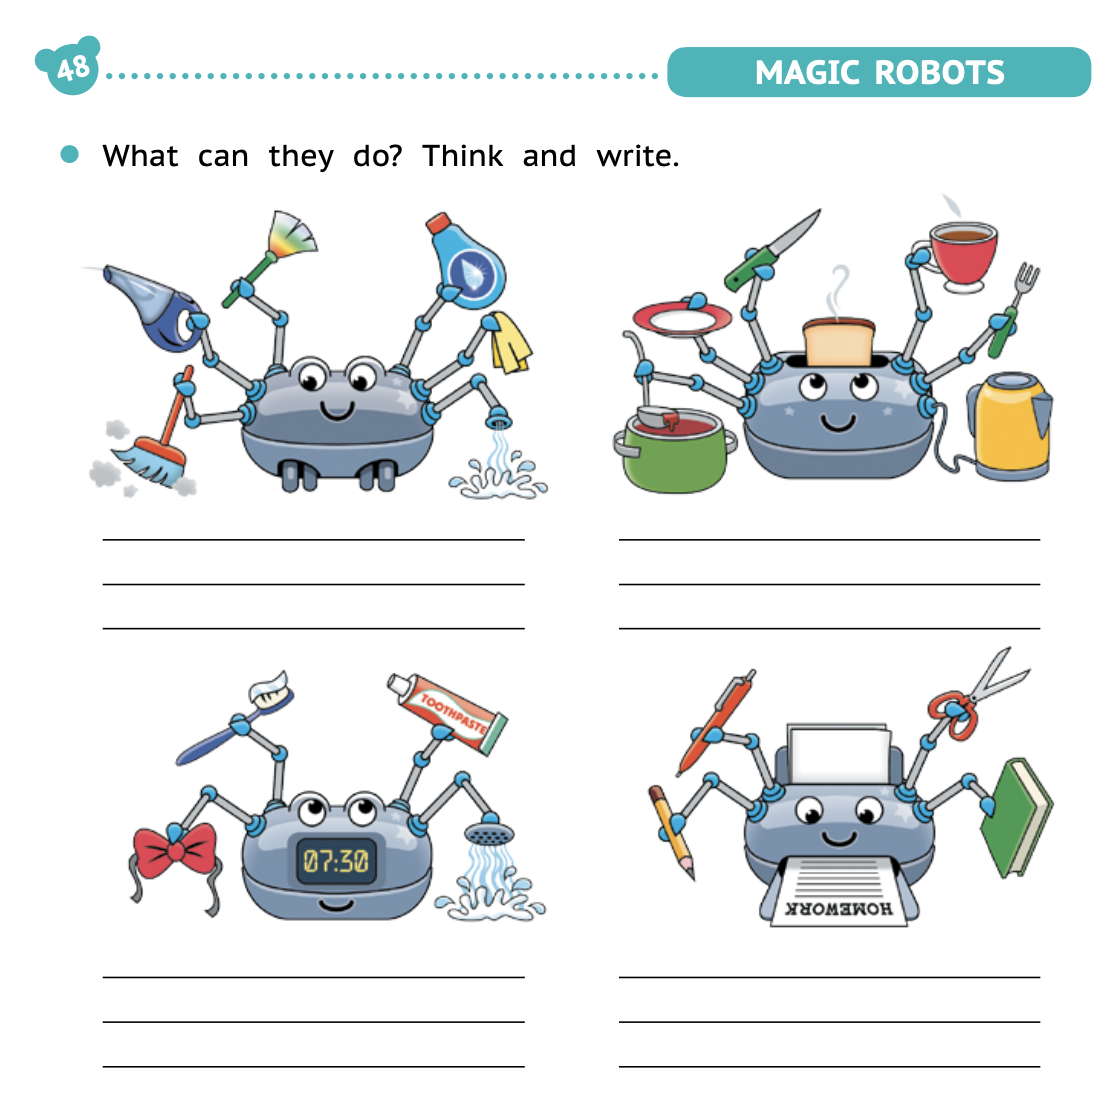 48
MAGIC ROBOTS
What can they do? Think and write.
TOOTHPASTE
07:30
HOMEWORK